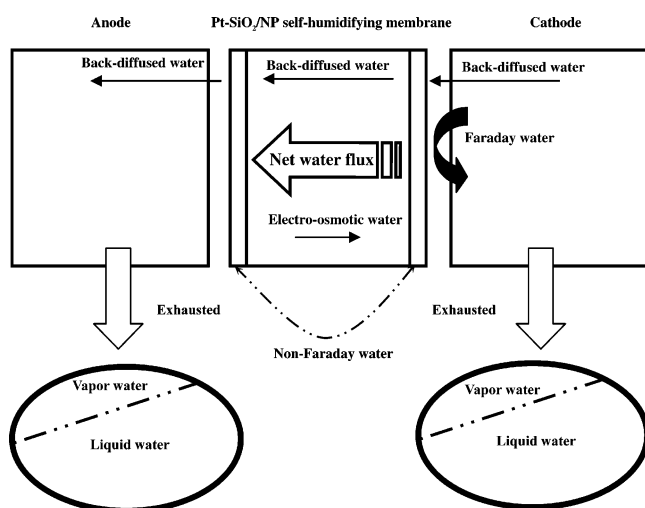 Anode
Pt-SiO2/NP self-humidifying membrane
Cathode
Back-diffused water
Back-diffused water
Back-diffused water
Faraday water
Net water flux
Electro-osmotic water
Exhausted
Exhausted
Non-Faraday water
Vapor water
Liquid water
Vapor water
Liquid water